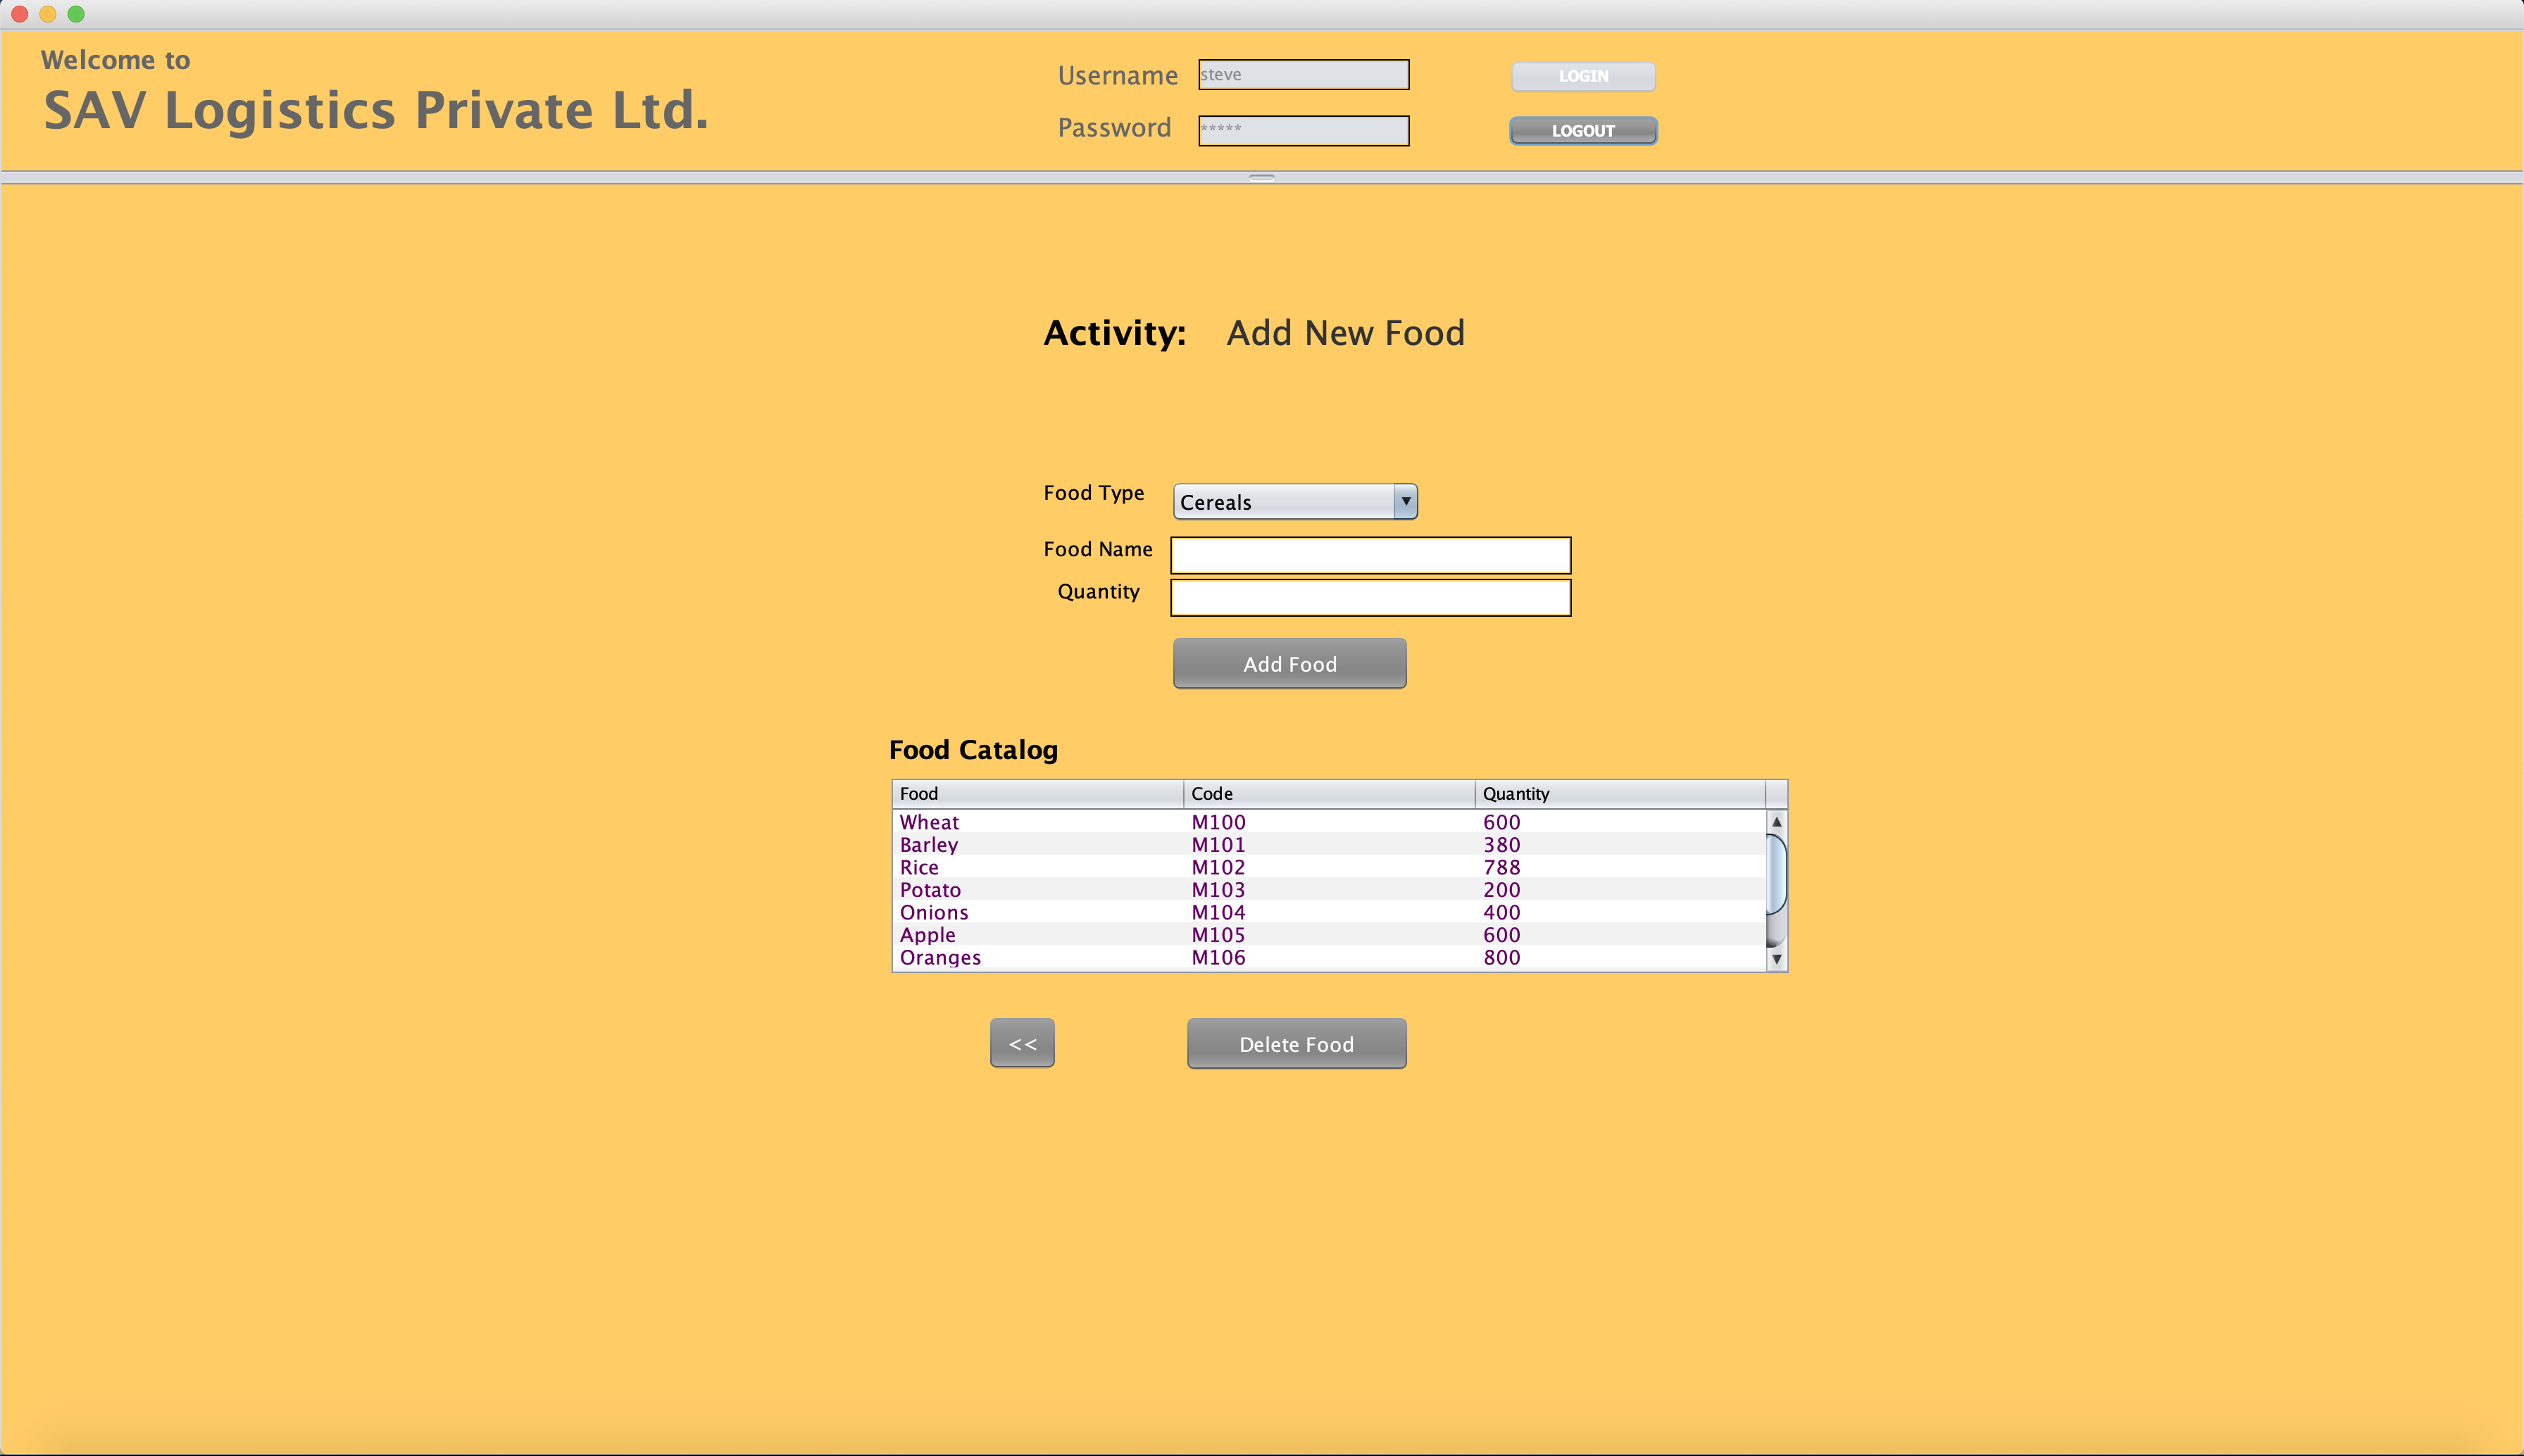 Welcome to
SAV Logistics Private Ltd.
Username steve LOGIN
Password ***** LOGOUT
Activity: Add New Food
Food Type Cereals
Food Name
Quantity
Add Food
Food Catalog
Food Code Quantity
Wheat M100 600
Barley M101 380
Rice M102 788
Potato M103 200
Onions M104 400
Apple M105 600
Oranges M106 800
<< Delete Food